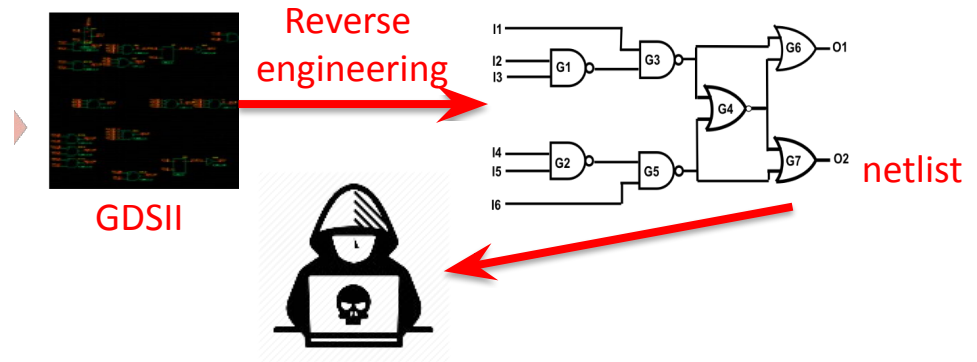 Reverse
engineering
GDSII
I1
I2
I3
I4
I5
I6
G1
G2
G3
G4
G5
G6
G7
O1
O2
netlist